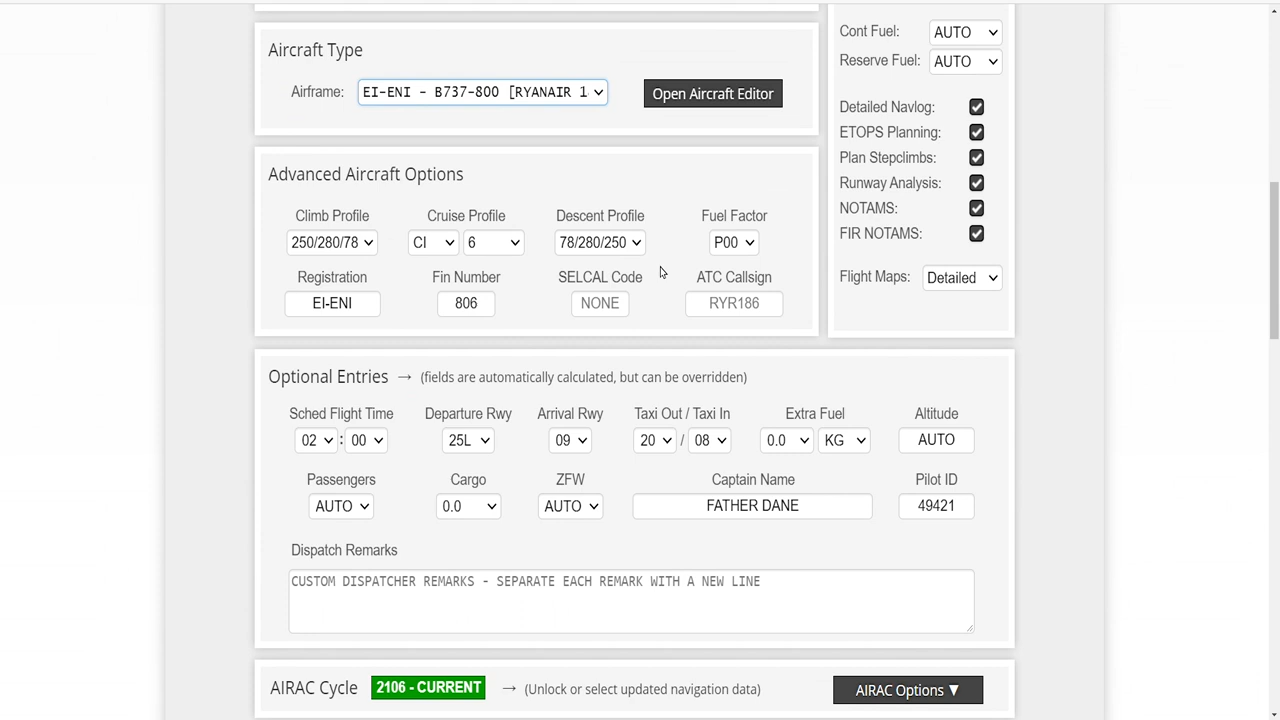 Aircraft Type
Airframe: EI-ENI - B737-800 [RYANAIR 1 Open Aircraft Editor
Advanced Aircraft Options
Climb Profile Cruise Profile Descent Profile Fuel Factor
250/280/78 CI 6 78/280/250 P00
Registration Fin Number SELCAL Code ATC Callsign
EI-ENI 806 NONE RYR186
Cont Fuel: AUTO
Reserve Fuel: AUTO
Detailed Navlog:
ETOPS Planning:
Plan Stepclimbs:
Runway Analysis:
NOTAMS:
FIR NOTAMS:
Flight Maps: Detailed
Optional Entries → (fields are automatically calculated, but can be overridden)
Sched Flight Time Departure Rwy Arrival Rwy Taxi Out / Taxi In Extra Fuel Altitude
02 : 00 25L 09 20 / 08 0.0 KG AUTO
Passengers Cargo ZFW Captain Name Pilot ID
AUTO 0.0 AUTO FATHER DANE 49421
Dispatch Remarks
CUSTOM DISPATCHER REMARKS - SEPARATE EACH REMARK WITH A NEW LINE
AIRAC Cycle 2106 - CURRENT → (Unlock or select updated navigation data) AIRAC Options ▼